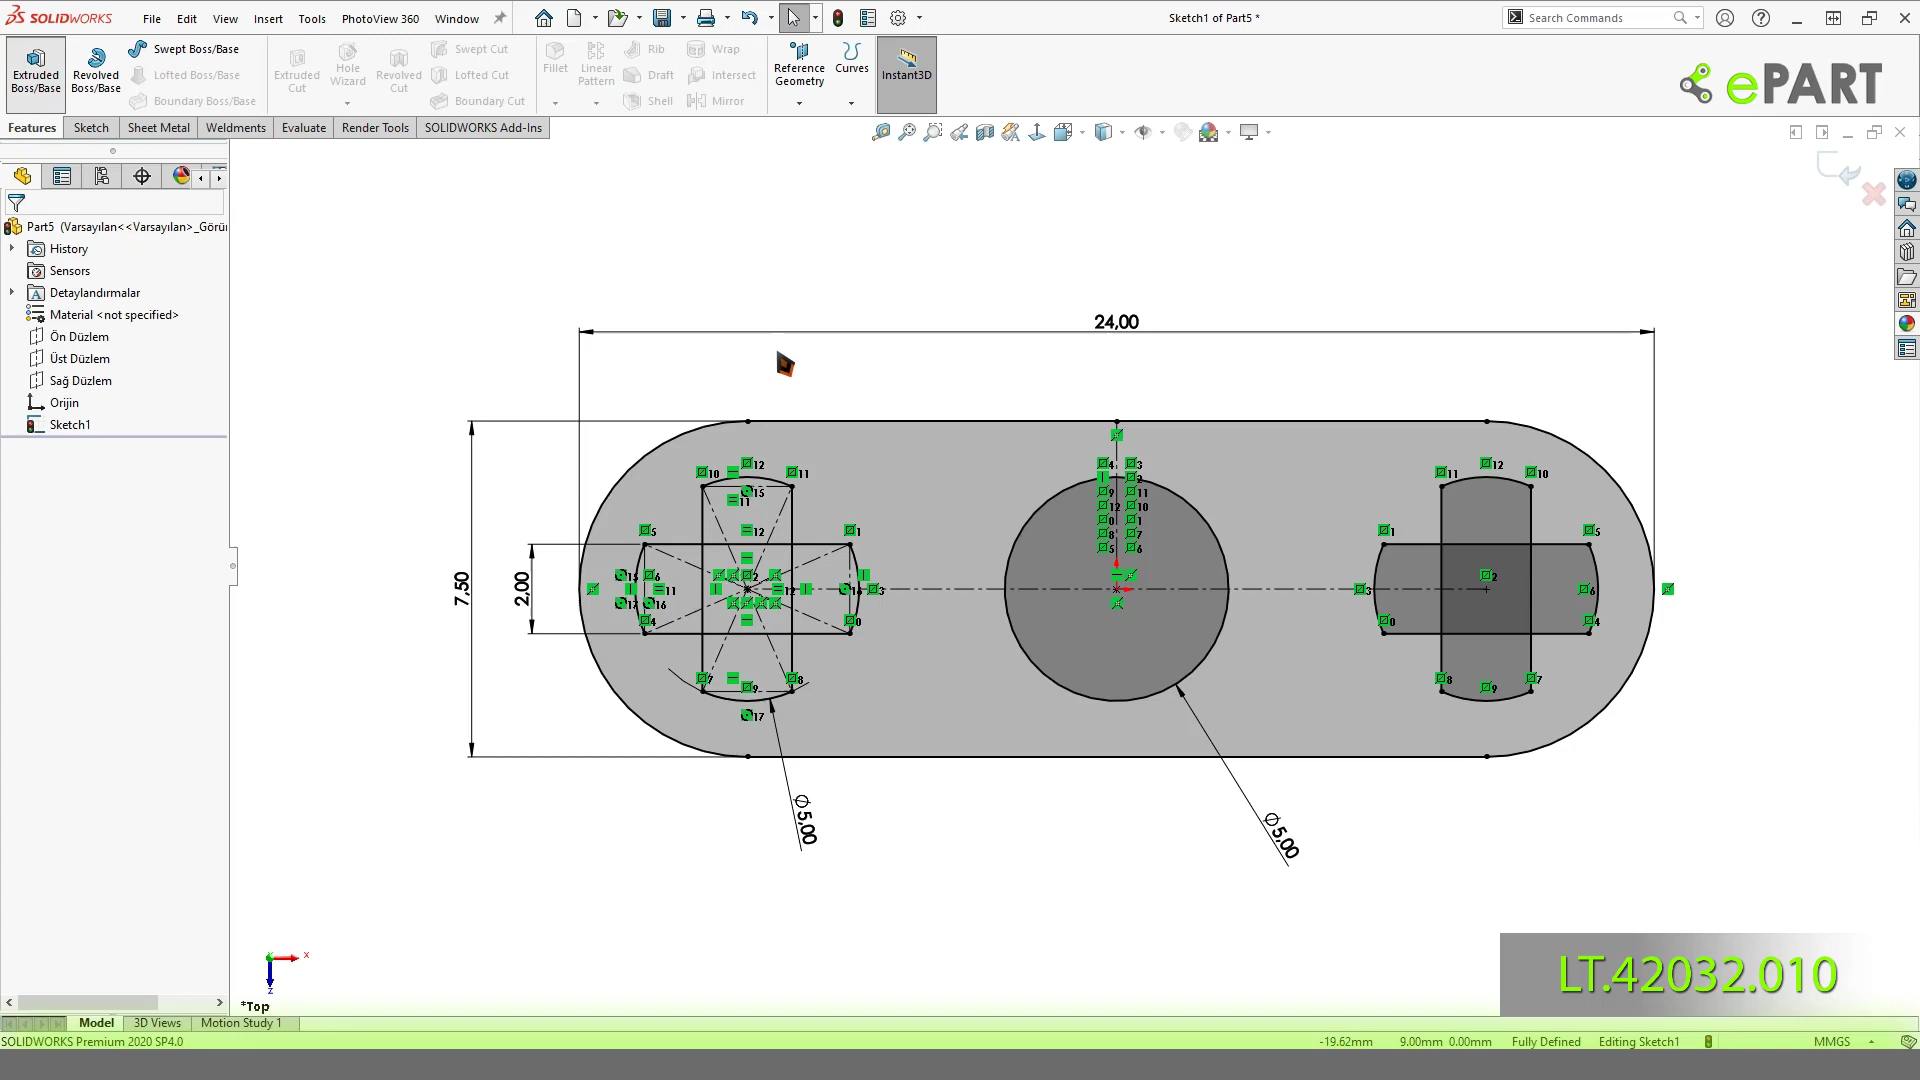 SOLIDWORKS File Edit View Insert Tools PhotoView 360 Window Sketch1 of Part5 * Search Commands
Extruded Boss/Base
Revolved Boss/Base
Swept Boss/Base
Lofted Boss/Base
Boundary Boss/Base
Extruded Cut
Hole Wizard
Revolved Cut
Swept Cut
Lofted Cut
Boundary Cut
Fillet
Linear Pattern
Rib
Draft
Shell
Wrap
Intersect
Mirror
Reference Geometry
Curves
Instant3D
ePART
Features Sketch Sheet Metal Weldments Evaluate Render Tools SOLIDWORKS Add-Ins
Part5 (Varsayılan<<Varsayılan>_Görü
History
Sensors
Detaylandırmalar
Material <not specified>
Ön Düzlem
Üst Düzlem
Sağ Düzlem
Orijin
Sketch1
24,00
7,50
2,00
∅5,00
∅5,00
x
z
*Top
LT.42032.010
Model 3D Views Motion Study 1
SOLIDWORKS Premium 2020 SP4.0 -19.62mm 9.00mm 0.00mm Fully Defined Editing Sketch1 MMGS